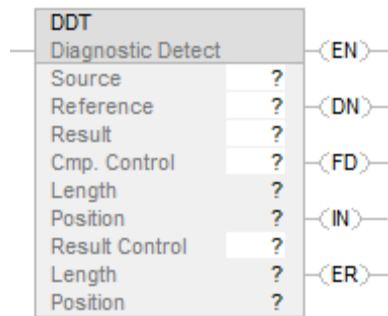 DDT
Diagnostic Detect (EN)
Source ?
Reference ? (DN)
Result ?
Cmp. Control ? (FD)
Length ?
Position ? (IN)
Result Control ?
Length ? (ER)
Position ?